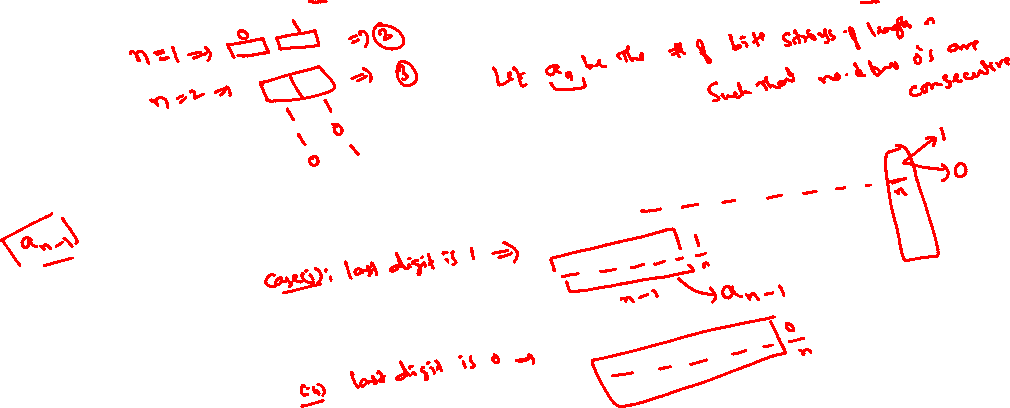 n=1 => 0 1 => 2
n=2 => => 3
1 1
1 0
0 1
Let aₙ be the # of bit strings of length n
Such that no two 0's are
consecutive
1
0
n
aₙ₋₁
Case(i): last digit is 1 => 1
n
n-1 aₙ₋₁
(ii) last digit is 0 → 0
n